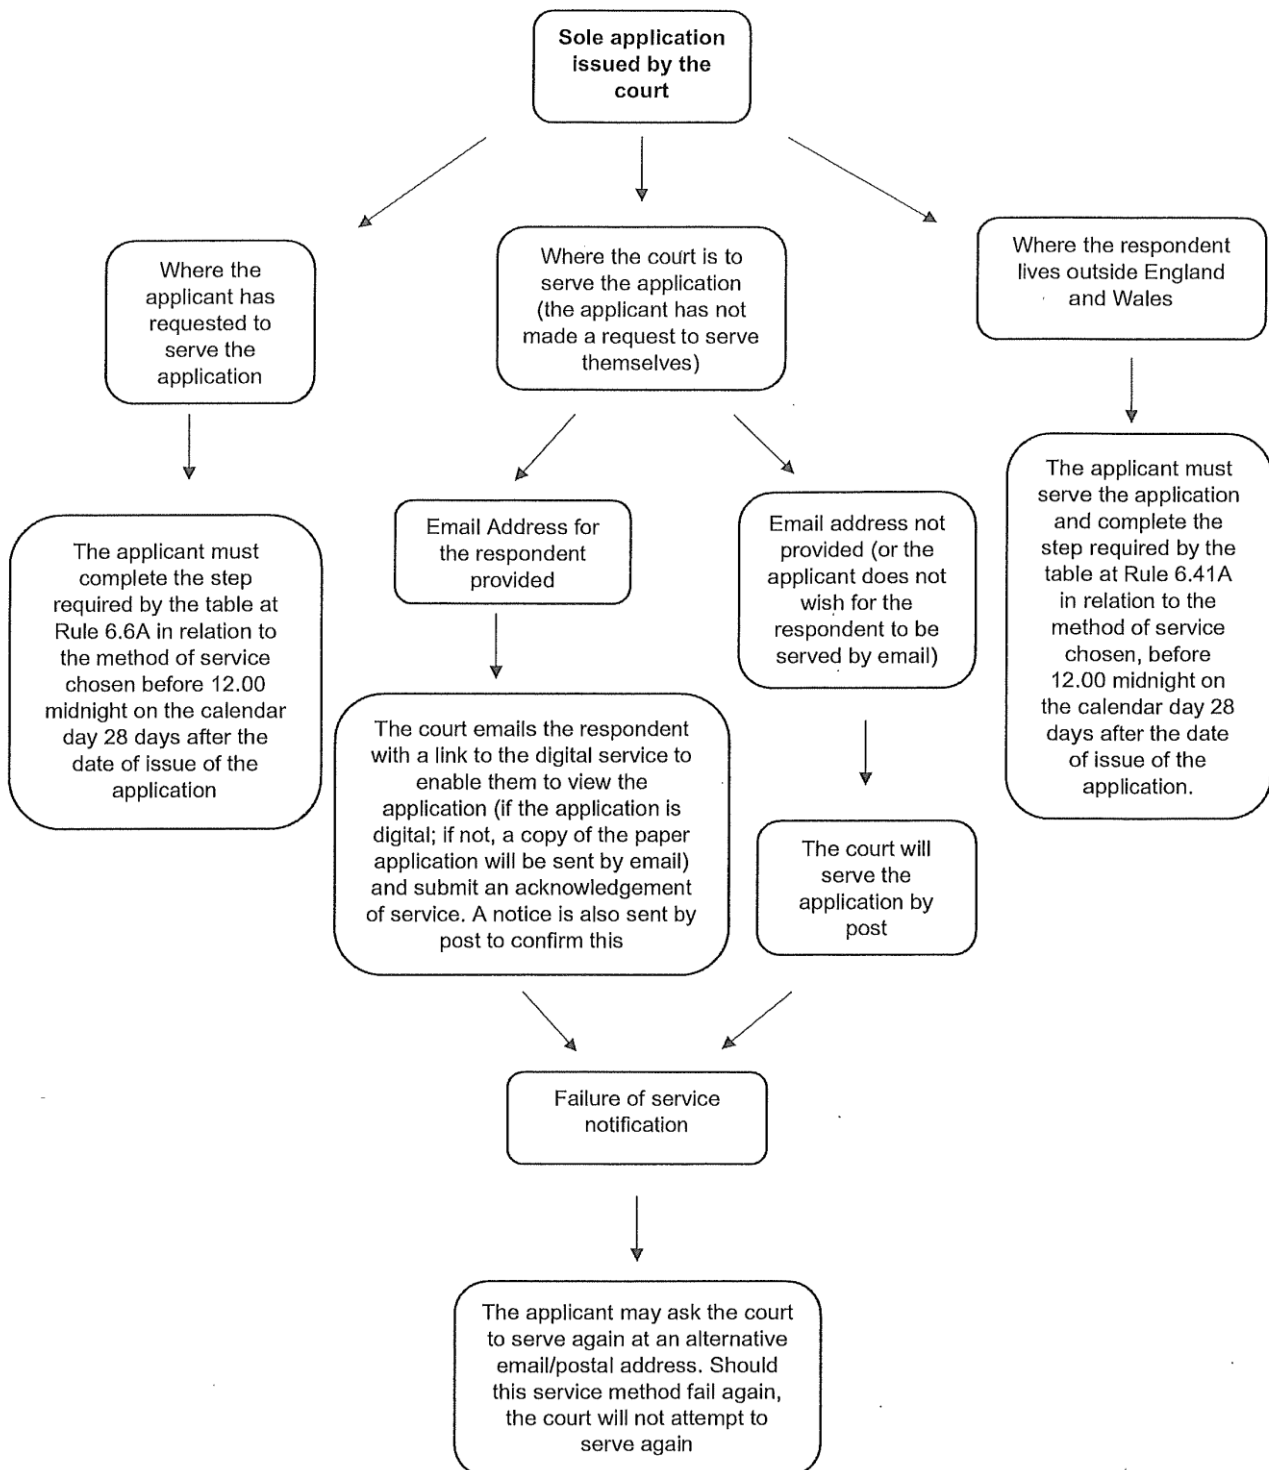 Sole application
issued by the
court
Where the
applicant has
requested to
serve the
application
Where the court is to
serve the application
(the applicant has not
made a request to serve
themselves)
Where the respondent
lives outside England
and Wales
The applicant must
complete the step
required by the table at
Rule 6.6A in relation to
the method of service
chosen before 12.00
midnight on the calendar
day 28 days after the
date of issue of the
application
Email Address for
the respondent
provided
Email address not
provided (or the
applicant does not
wish for the
respondent to be
served by email)
The applicant must
serve the application
and complete the
step required by the
table at Rule 6.41A
in relation to the
method of service
chosen, before
12.00 midnight on
the calendar day 28
days after the date
of issue of the
application.
The court emails the respondent
with a link to the digital service to
enable them to view the
application (if the application is
digital; if not, a copy of the paper
application will be sent by email)
and submit an acknowledgement
of service. A notice is also sent by
post to confirm this
The court will
serve the
application by
post
Failure of service
notification
The applicant may ask the court
to serve again at an alternative
email/postal address. Should
this service method fail again,
the court will not attempt to
serve again